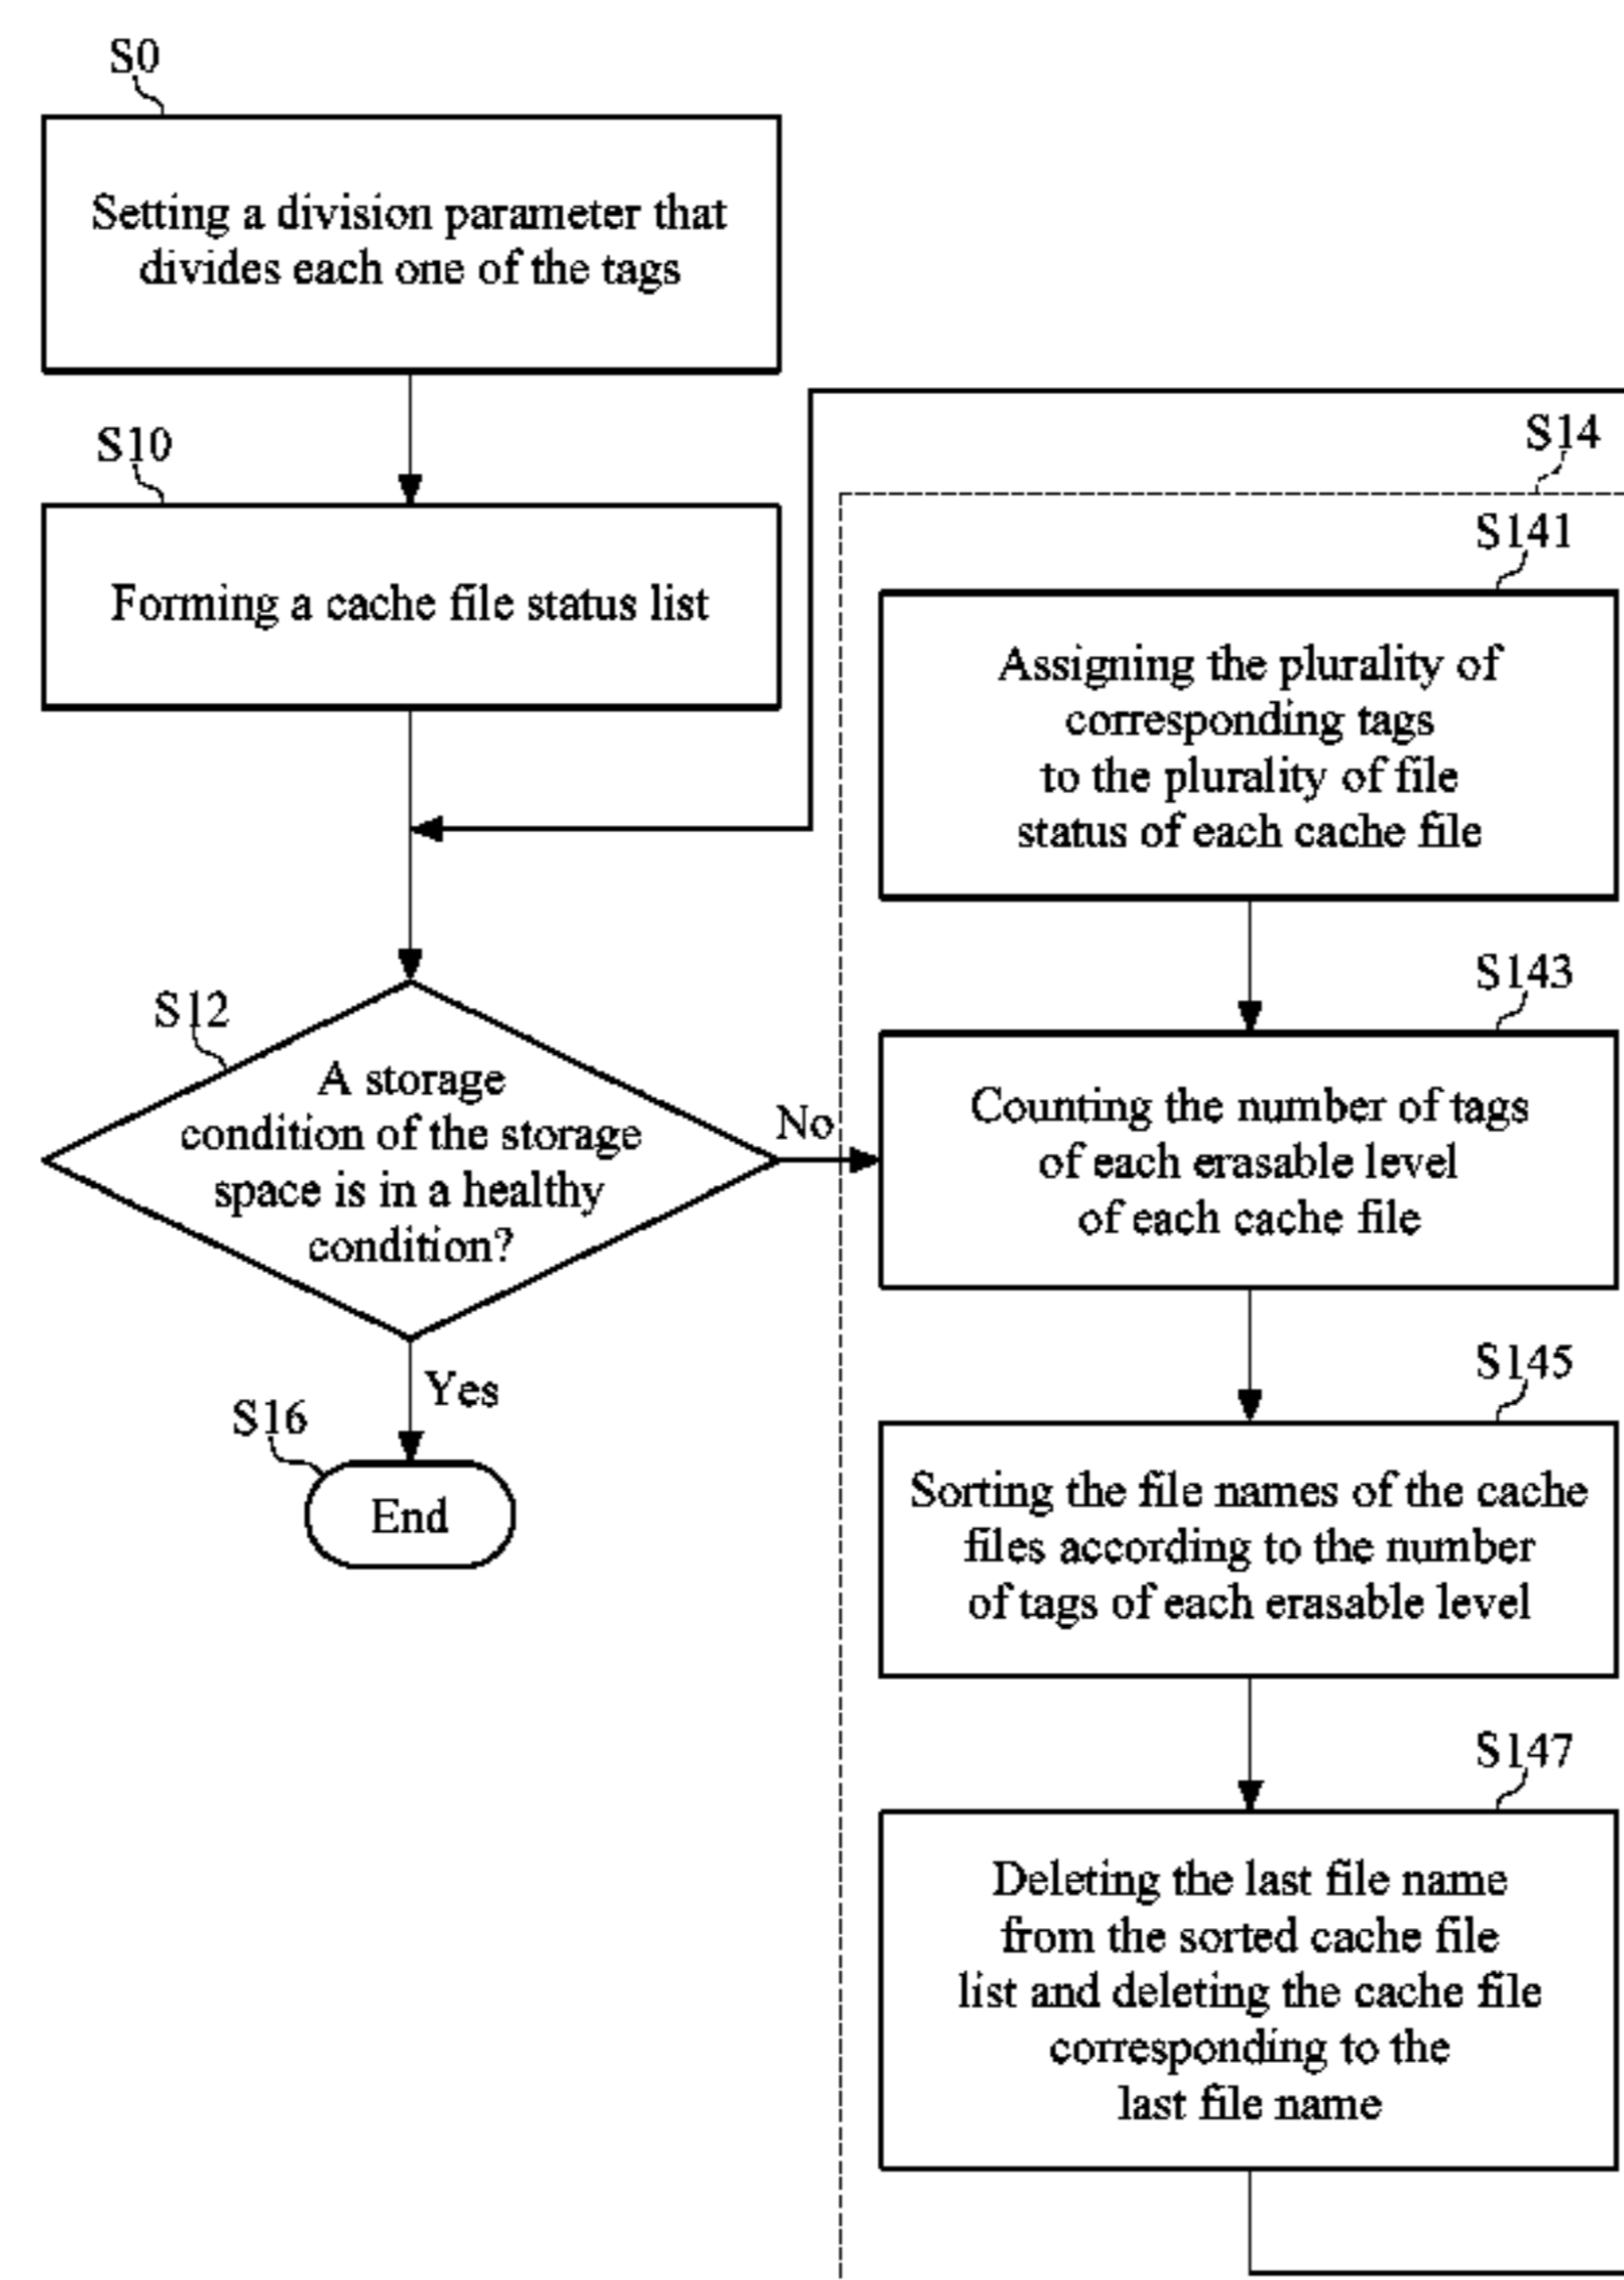 S0
Setting a division parameter that
divides each one of the tags
S10
Forming a cache file status list
S12
A storage
condition of the storage
space is in a healthy
condition?
No
Yes
S16
End
S14
S141
Assigning the plurality of
corresponding tags
to the plurality of file
status of each cache file
S143
Counting the number of tags
of each erasable level
of each cache file
S145
Sorting the file names of the cache
files according to the number
of tags of each erasable level
S147
Deleting the last file name
from the sorted cache file
list and deleting the cache file
corresponding to the
last file name